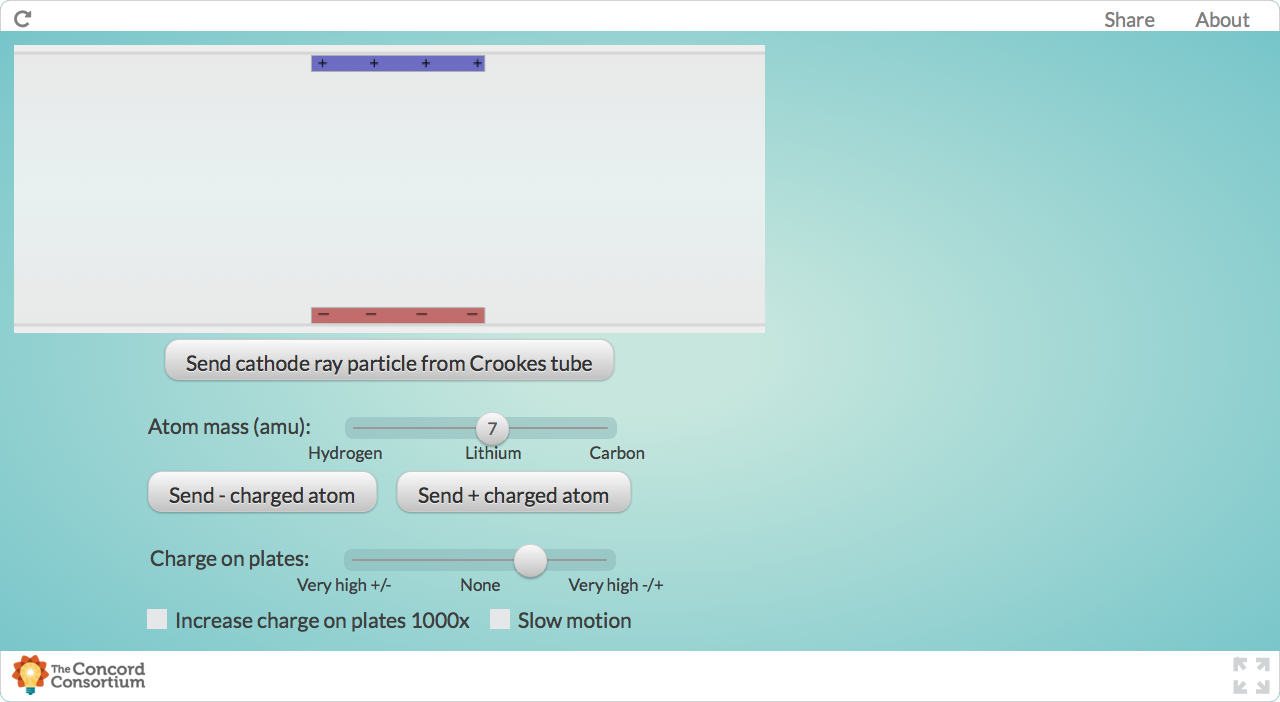 Share About
+ + + +
− − − −
Send cathode ray particle from Crookes tube
Atom mass (amu): 7
Hydrogen Lithium Carbon
Send - charged atom Send + charged atom
Charge on plates:
Very high +/- None Very high -/+
Increase charge on plates 1000x Slow motion
The Concord
Consortium